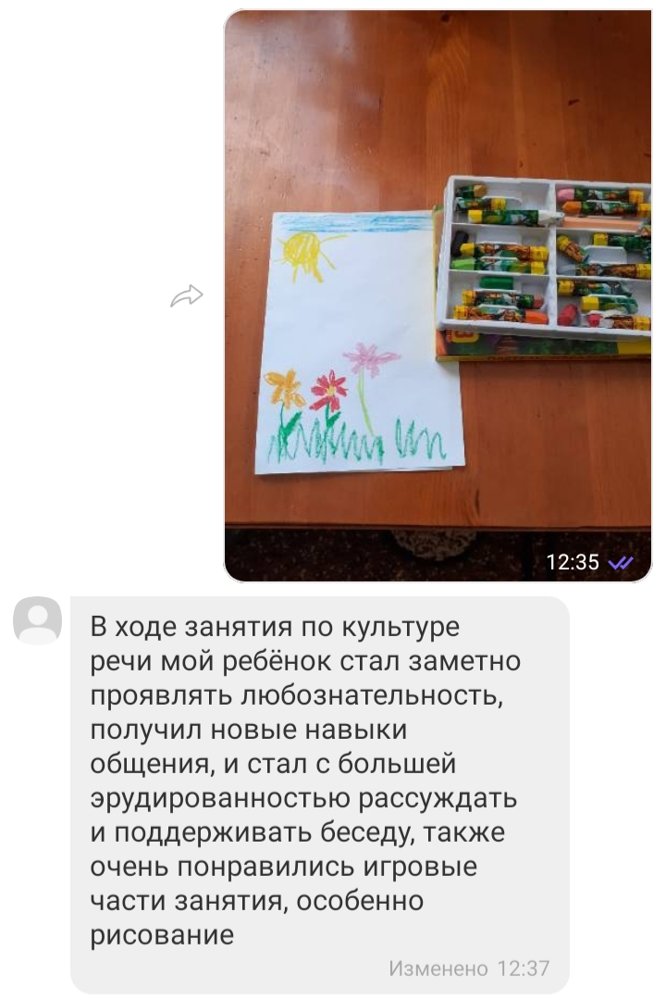 12:35
В ходе занятия по культуре
речи мой ребёнок стал заметно
проявлять любознательность,
получил новые навыки
общения, и стал с большей
эрудированностью рассуждать
и поддерживать беседу, также
очень понравились игровые
части занятия, особенно
рисование
Изменено 12:37